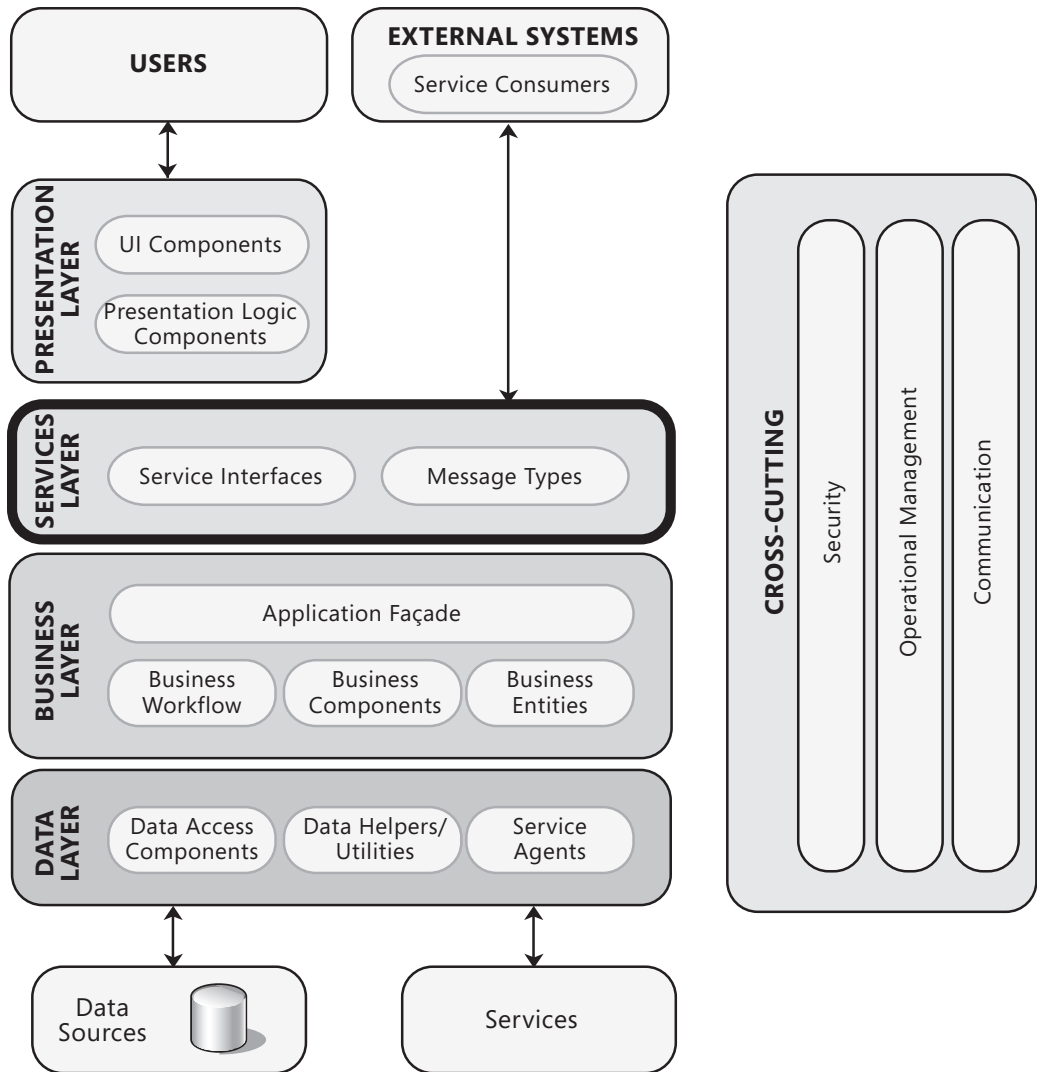 USERS
EXTERNAL SYSTEMS
Service Consumers
PRESENTATION
LAYER
UI Components
Presentation Logic
Components
SERVICES
LAYER
Service Interfaces
Message Types
BUSINESS
LAYER
Application Façade
Business
Workflow
Business
Components
Business
Entities
DATA
LAYER
Data Access
Components
Data Helpers/
Utilities
Service
Agents
Data
Sources
Services
CROSS-CUTTING
Security
Operational Management
Communication